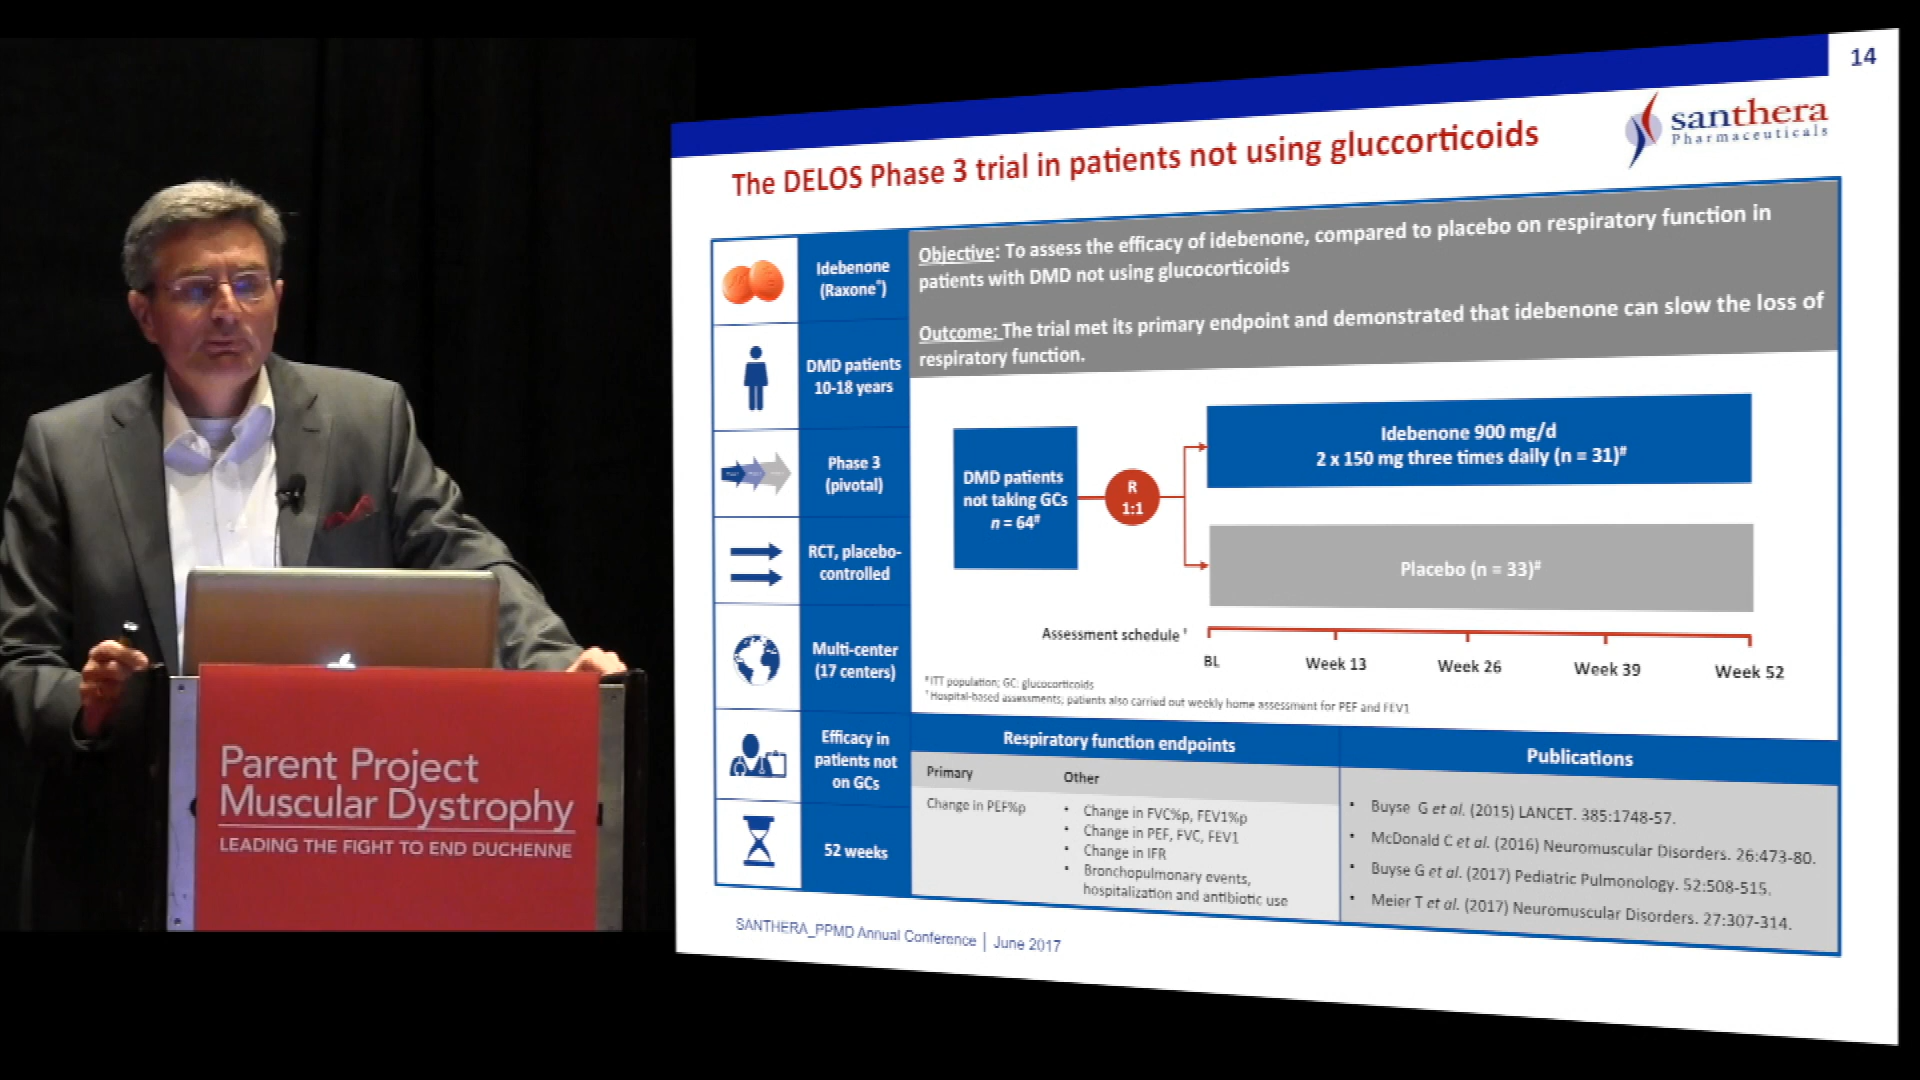 14
santhera
Pharmaceuticals
The DELOS Phase 3 trial in patients not using gluccorticoids
Idebenone
(Raxone®)
DMD patients
10-18 years
Phase 3
(pivotal)
RCT, placebo-
controlled
Multi-center
(17 centers)
Efficacy in
patients not
on GCs
52 weeks
Objective: To assess the efficacy of idebenone, compared to placebo on respiratory function in
patients with DMD not using glucocorticoids
Outcome: The trial met its primary endpoint and demonstrated that idebenone can slow the loss of
respiratory function.
DMD patients
not taking GCs
n = 64#
R
1:1
Idebenone 900 mg/d
2 x 150 mg three times daily (n = 31)#
Placebo (n = 33)#
Assessment schedule †
BL
Week 13
Week 26
Week 39
Week 52
# ITT population; GC: glucocorticoids
† Hospital-based assessments; patients also carried out weekly home assessment for PEF and FEV1
Respiratory function endpoints
Primary
Other
Change in PEF%p
• Change in FVC%p, FEV1%p
• Change in PEF, FVC, FEV1
• Change in IFR
• Bronchopulmonary events,
hospitalization and antibiotic use
Publications
• Buyse G et al. (2015) LANCET. 385:1748-57.
• McDonald C et al. (2016) Neuromuscular Disorders. 26:473-80.
• Buyse G et al. (2017) Pediatric Pulmonology. 52:508-515.
• Meier T et al. (2017) Neuromuscular Disorders. 27:307-314.
SANTHERA_PPMD Annual Conference | June 2017
Parent Project
Muscular Dystrophy
LEADING THE FIGHT TO END DUCHENNE